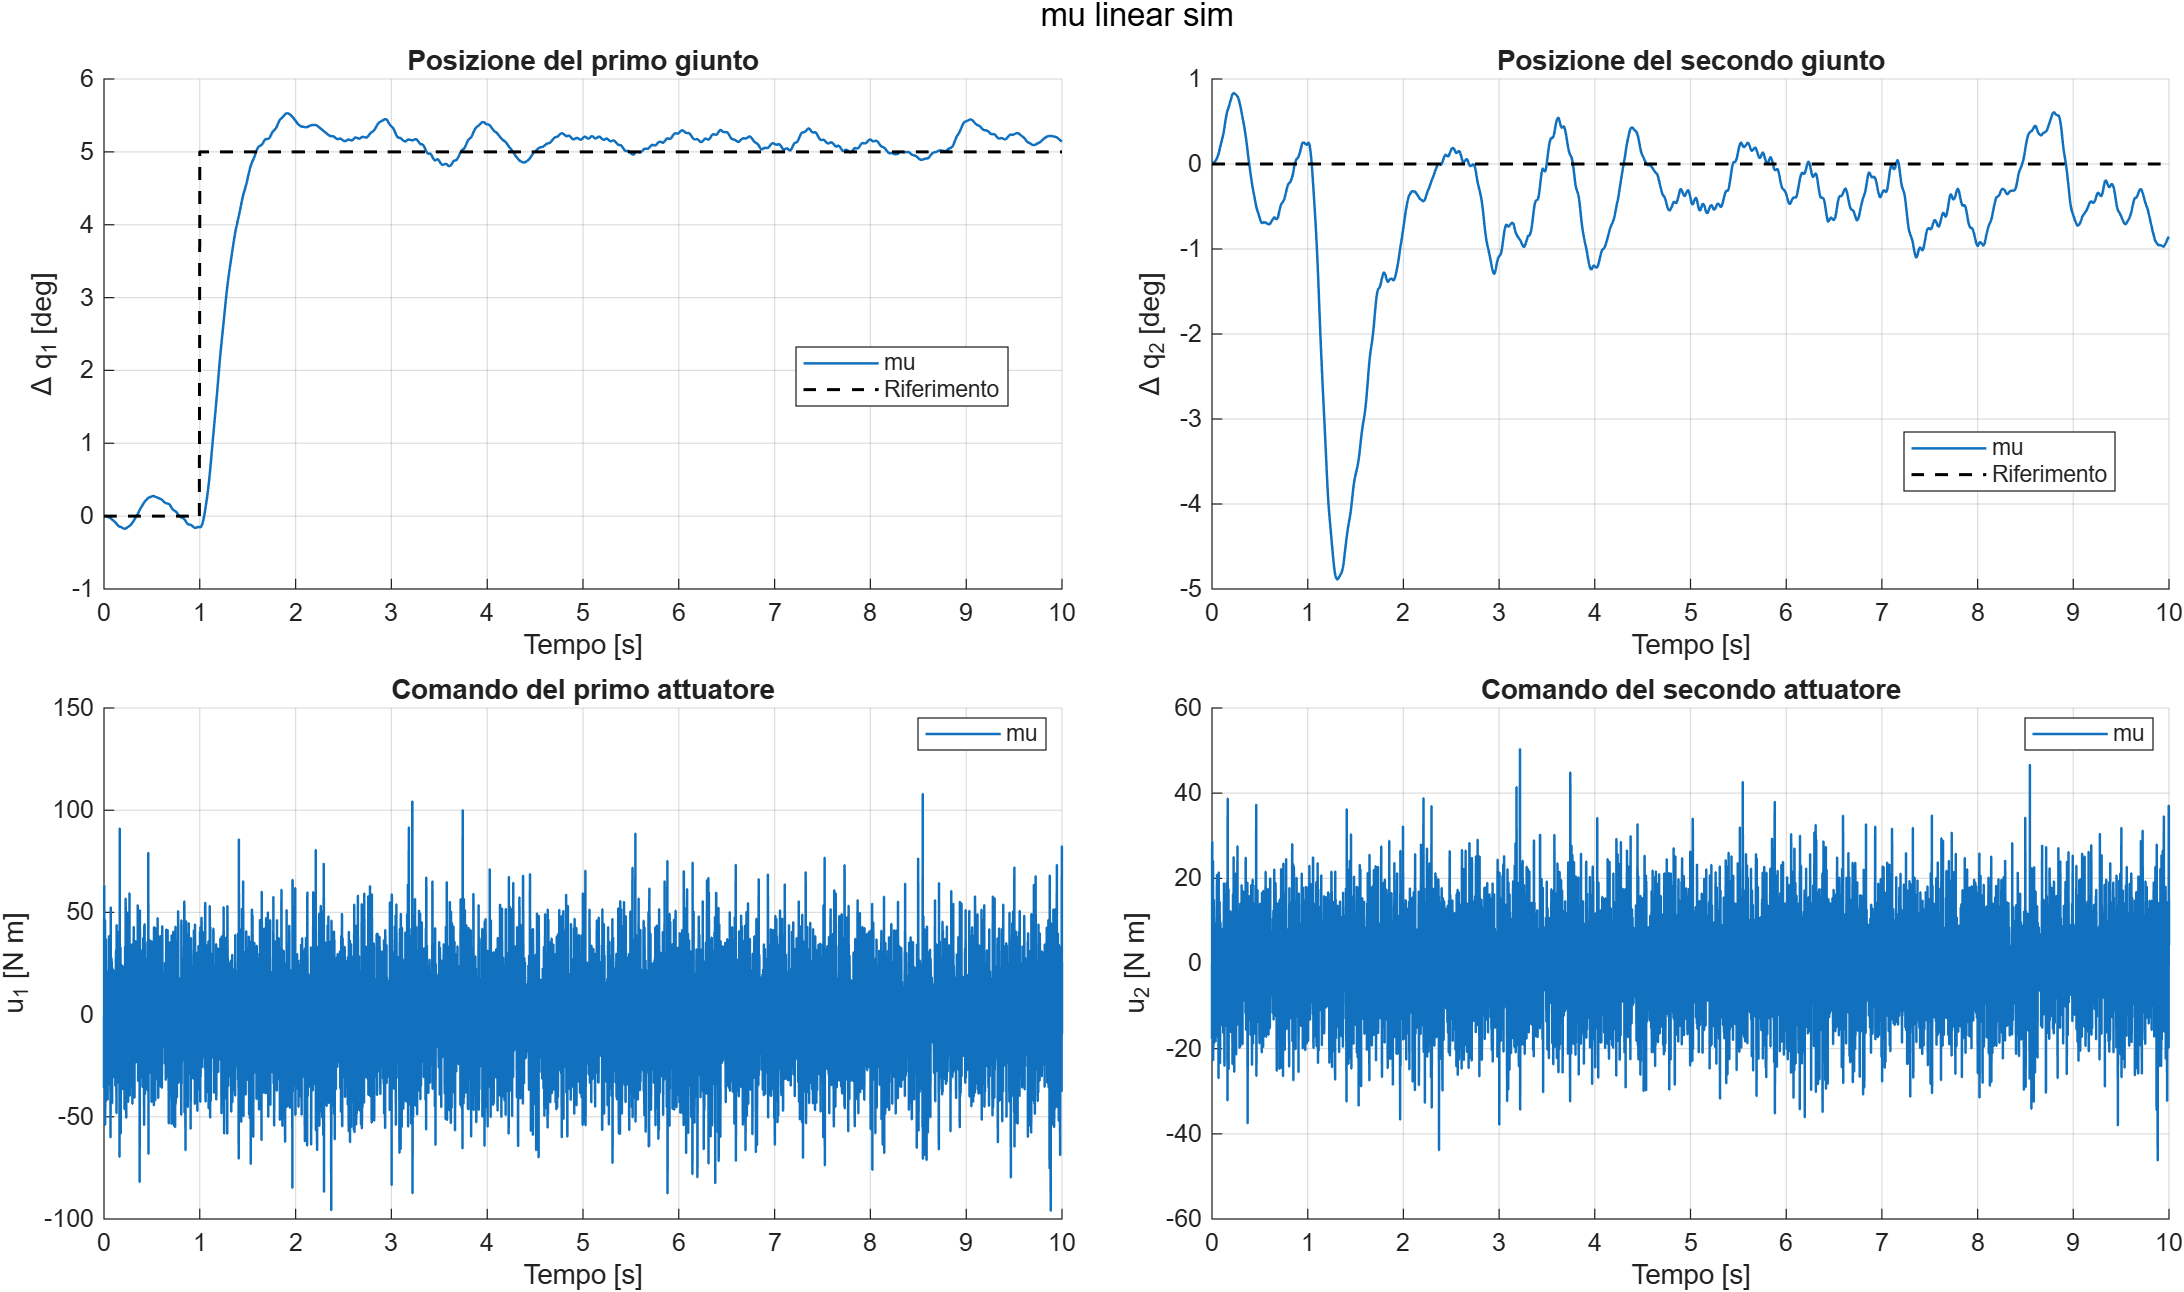 mu linear sim
Posizione del primo giunto
6
5
4
3
2
1
0
-1
Δ q1 [deg]
mu
Riferimento
0 1 2 3 4 5 6 7 8 9 10
Tempo [s]
Posizione del secondo giunto
1
0
-1
-2
-3
-4
-5
Δ q2 [deg]
mu
Riferimento
0 1 2 3 4 5 6 7 8 9 10
Tempo [s]
Comando del primo attuatore
150
100
50
0
-50
-100
u1 [N m]
mu
0 1 2 3 4 5 6 7 8 9 10
Tempo [s]
Comando del secondo attuatore
60
40
20
0
-20
-40
-60
u2 [N m]
mu
0 1 2 3 4 5 6 7 8 9 10
Tempo [s]